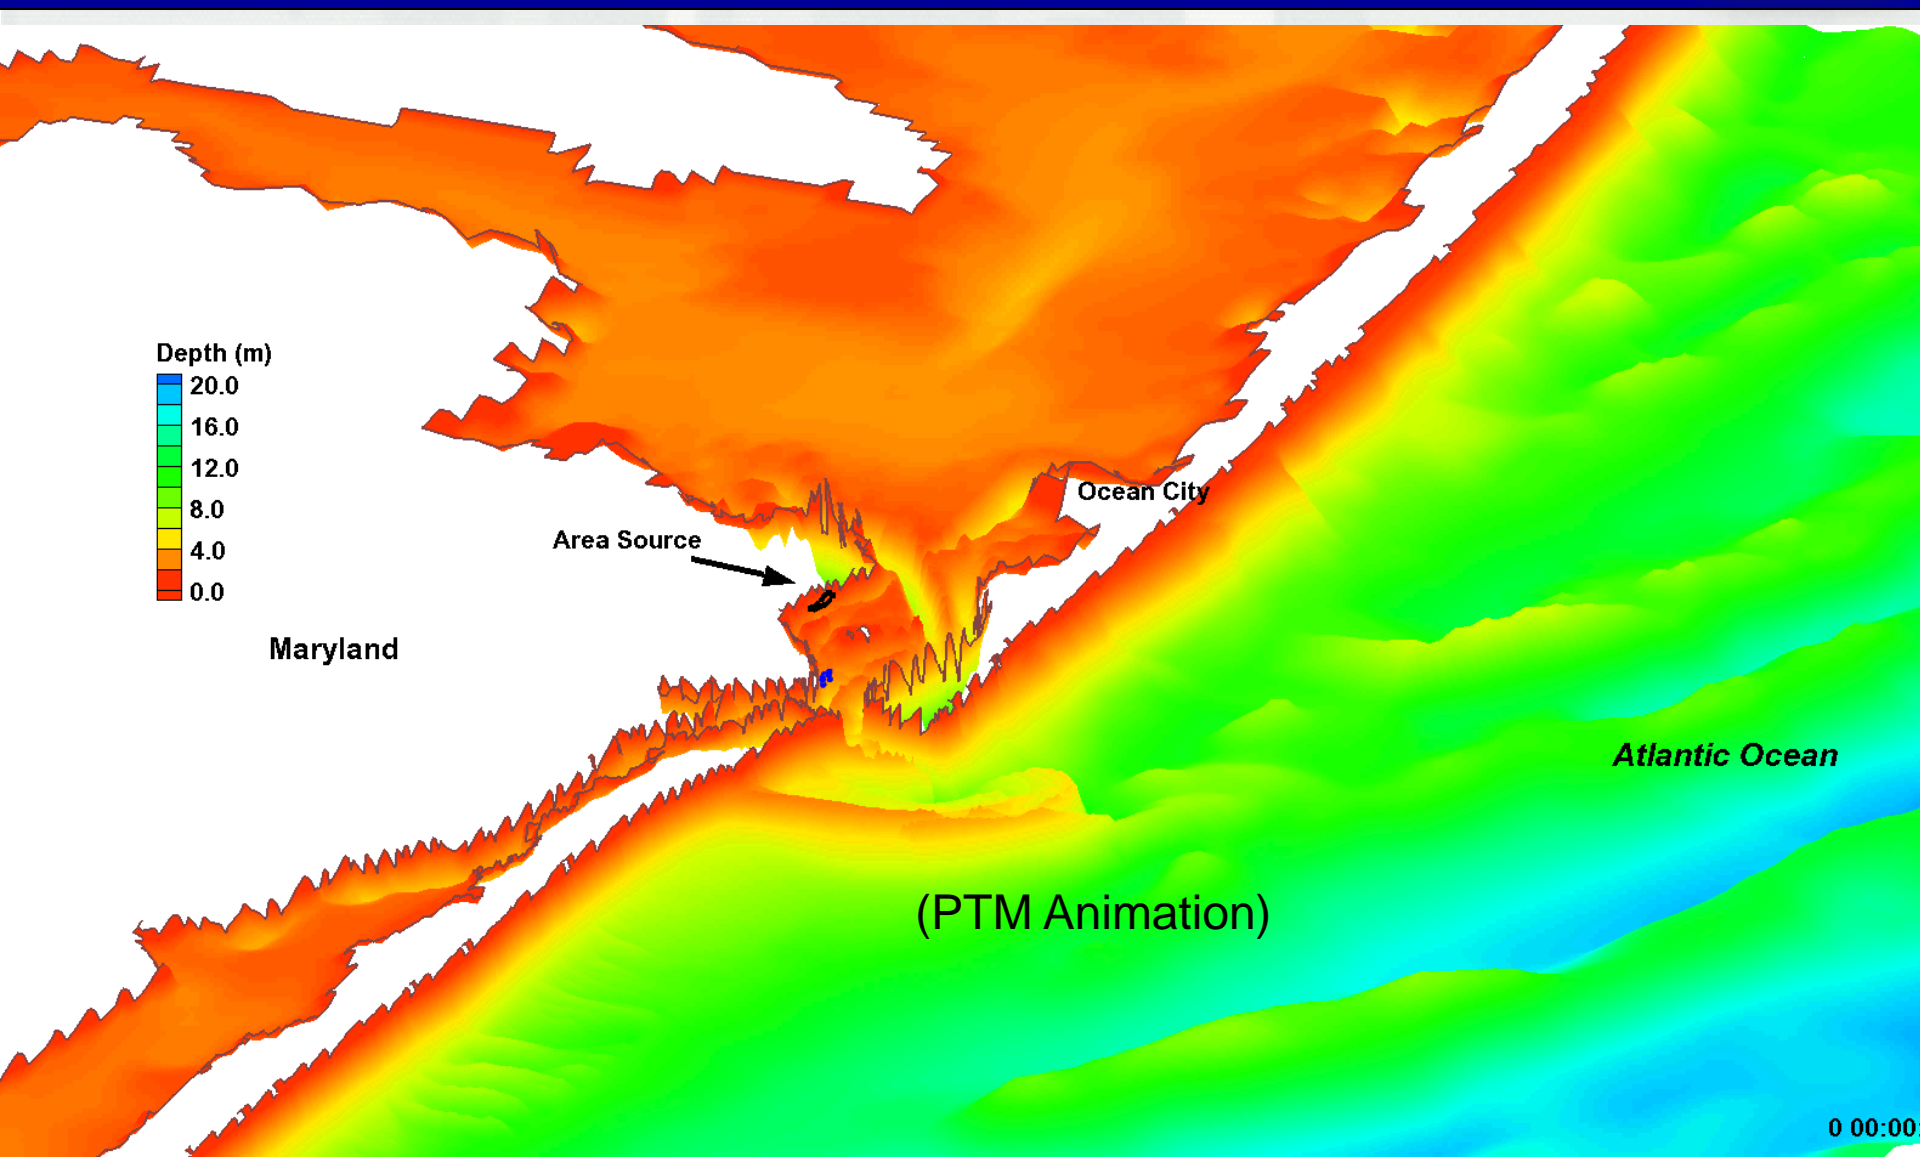 Depth (m)
20.0
16.0
12.0
8.0
4.0
0.0
Ocean City
Area Source
Maryland
Atlantic Ocean
(PTM Animation)
0 00:00: